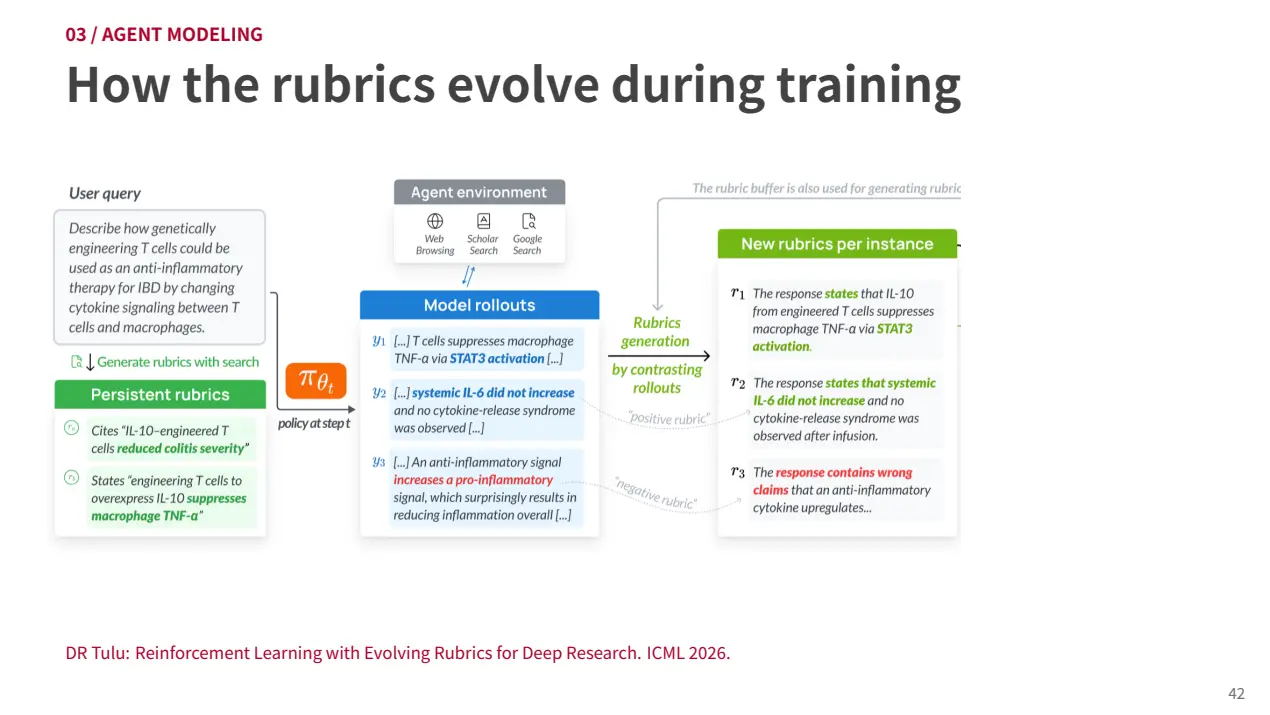 03 / AGENT MODELING
How the rubrics evolve during training
User query
Describe how genetically
engineering T cells could be
used as an anti-inflammatory
therapy for IBD by changing
cytokine signaling between T
cells and macrophages.
Generate rubrics with search
Persistent rubrics
Cites “IL-10–engineered T
cells reduced colitis severity”
States “engineering T cells to
overexpress IL-10 suppresses
macrophage TNF-α”
πθt
policy at step t
Agent environment
Web
Browsing
Scholar
Search
Google
Search
Model rollouts
y1 [...] T cells suppresses macrophage
TNF-α via STAT3 activation [...]
y2 [...] systemic IL-6 did not increase
and no cytokine-release syndrome
was observed [...]
y3 [...] An anti-inflammatory signal
increases a pro-inflammatory
signal, which surprisingly results in
reducing inflammation overall [...]
Rubrics
generation
by contrasting
rollouts
“positive rubric”
“negative rubric”
The rubric buffer is also used for generating rubric
New rubrics per instance
r1 The response states that IL-10
from engineered T cells suppresses
macrophage TNF-α via STAT3
activation.
r2 The response states that systemic
IL-6 did not increase and no
cytokine-release syndrome was
observed after infusion.
r3 The response contains wrong
claims that an anti-inflammatory
cytokine upregulates...
DR Tulu: Reinforcement Learning with Evolving Rubrics for Deep Research. ICML 2026.
42